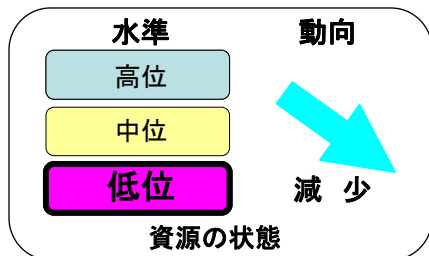 水準 動向
高位
中位
低位
減 少
資源の状態